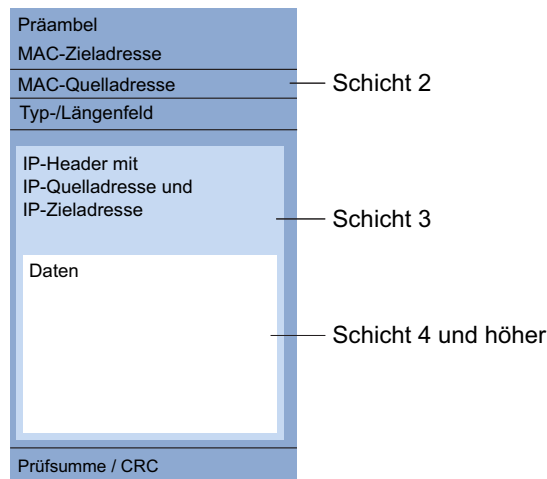 Präambel
MAC-Zieladresse
MAC-Quelladresse
Schicht 2
Typ-/Längenfeld
IP-Header mit
IP-Quelladresse und
IP-Zieladresse
Schicht 3
Daten
Schicht 4 und höher
Prüfsumme / CRC